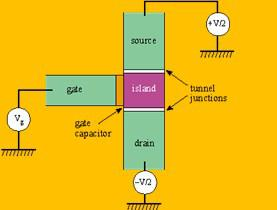 +V/2
source
gate
island
tunnel
junctions
Vg
gate
capacitor
drain
−V/2